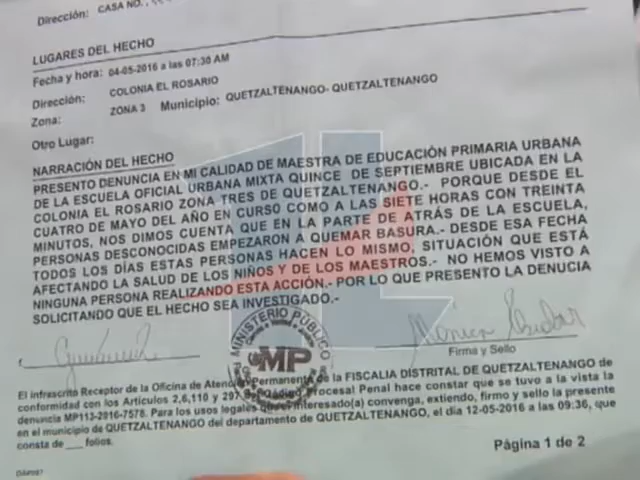 Dirección: CASA NO.
LUGARES DEL HECHO
Fecha y hora: 04-05-2016 a las 07:30 AM
Dirección: COLONIA EL ROSARIO
Zona: ZONA 3 Municipio: QUETZALTENANGO- QUETZALTENANGO
Otro Lugar:
NARRACIÓN DEL HECHO
PRESENTO DENUNCIA EN MI CALIDAD DE MAESTRA DE EDUCACIÓN PRIMARIA URBANA
DE LA ESCUELA OFICIAL URBANA MIXTA QUINCE DE SEPTIEMBRE UBICADA EN LA
COLONIA EL ROSARIO ZONA TRES DE QUETZALTENANGO.- PORQUE DESDE EL
CUATRO DE MAYO DEL AÑO EN CURSO COMO A LAS SIETE HORAS CON TREINTA
MINUTOS, NOS DIMOS CUENTA QUE EN LA PARTE DE ATRÁS DE LA ESCUELA,
PERSONAS DESCONOCIDAS EMPEZARON A QUEMAR BASURA.- DESDE ESA FECHA
TODOS LOS DÍAS ESTAS PERSONAS HACEN LO MISMO, SITUACIÓN QUE ESTÁ
AFECTANDO LA SALUD DE LOS NIÑOS Y DE LOS MAESTROS.- NO HEMOS VISTO A
NINGUNA PERSONA REALIZANDO ESTA ACCIÓN.- POR LO QUE PRESENTO LA DENUCIA
SOLICITANDO QUE EL HECHO SEA INVESTIGADO.-
MINISTERIO PÚBLICO
MP
f
Firma y Sello
El infrascrito Receptor de la Oficina de Atención Permanente de la FISCALIA DISTRITAL DE QUETZALTENANGO de
conformidad con los Artículos 2,6,110 y 297 Código Procesal Penal hace constar que se tuvo a la vista la
denuncia MP113-2016-7578. Para los usos legales que interesado(a) convenga, extiendo, firmo y sello la presente
en el municipio de QUETZALTENANGO del departamento de QUETZALTENANGO, el día 12-05-2016 a las 09:36, que
consta de ___ folios.
Página 1 de 2